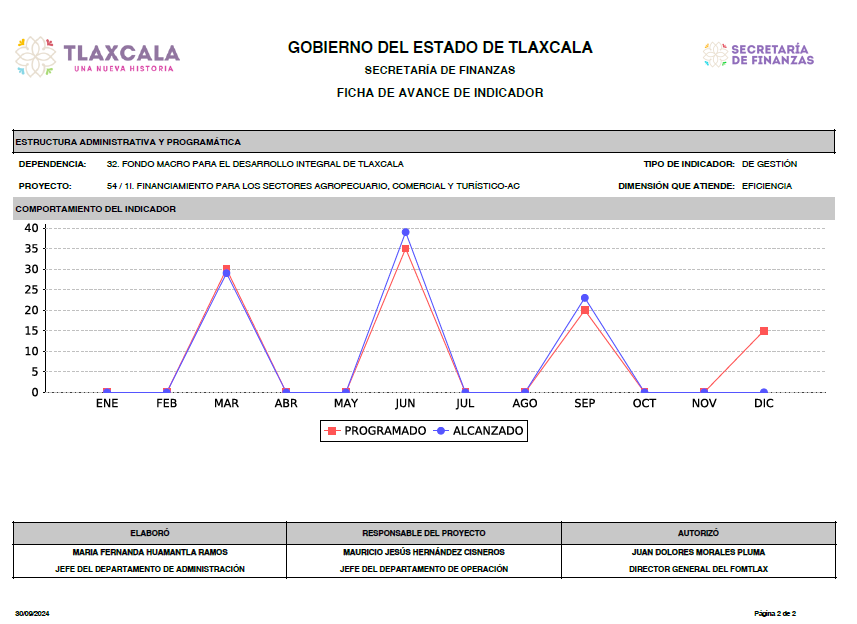 TLAXCALA
UNA NUEVA HISTORIA
GOBIERNO DEL ESTADO DE TLAXCALA
SECRETARÍA DE FINANZAS
FICHA DE AVANCE DE INDICADOR
SECRETARÍA
DE FINANZAS
ESTRUCTURA ADMINISTRATIVA Y PROGRAMÁTICA
DEPENDENCIA: 32. FONDO MACRO PARA EL DESARROLLO INTEGRAL DE TLAXCALA TIPO DE INDICADOR: DE GESTIÓN
PROYECTO: 54 / 1I. FINANCIAMIENTO PARA LOS SECTORES AGROPECUARIO, COMERCIAL Y TURÍSTICO-AC DIMENSIÓN QUE ATIENDE: EFICIENCIA
COMPORTAMIENTO DEL INDICADOR
40
35
30
25
20
15
10
5
0
ENE FEB MAR ABR MAY JUN JUL AGO SEP OCT NOV DIC
PROGRAMADO ALCANZADO
ELABORÓ RESPONSABLE DEL PROYECTO AUTORIZÓ
MARIA FERNANDA HUAMANTLA RAMOS MAURICIO JESÚS HERNÁNDEZ CISNEROS JUAN DOLORES MORALES PLUMA
JEFE DEL DEPARTAMENTO DE ADMINISTRACIÓN JEFE DEL DEPARTAMENTO DE OPERACIÓN DIRECTOR GENERAL DEL FOMTLAX
30/09/2024 Página 2 de 2